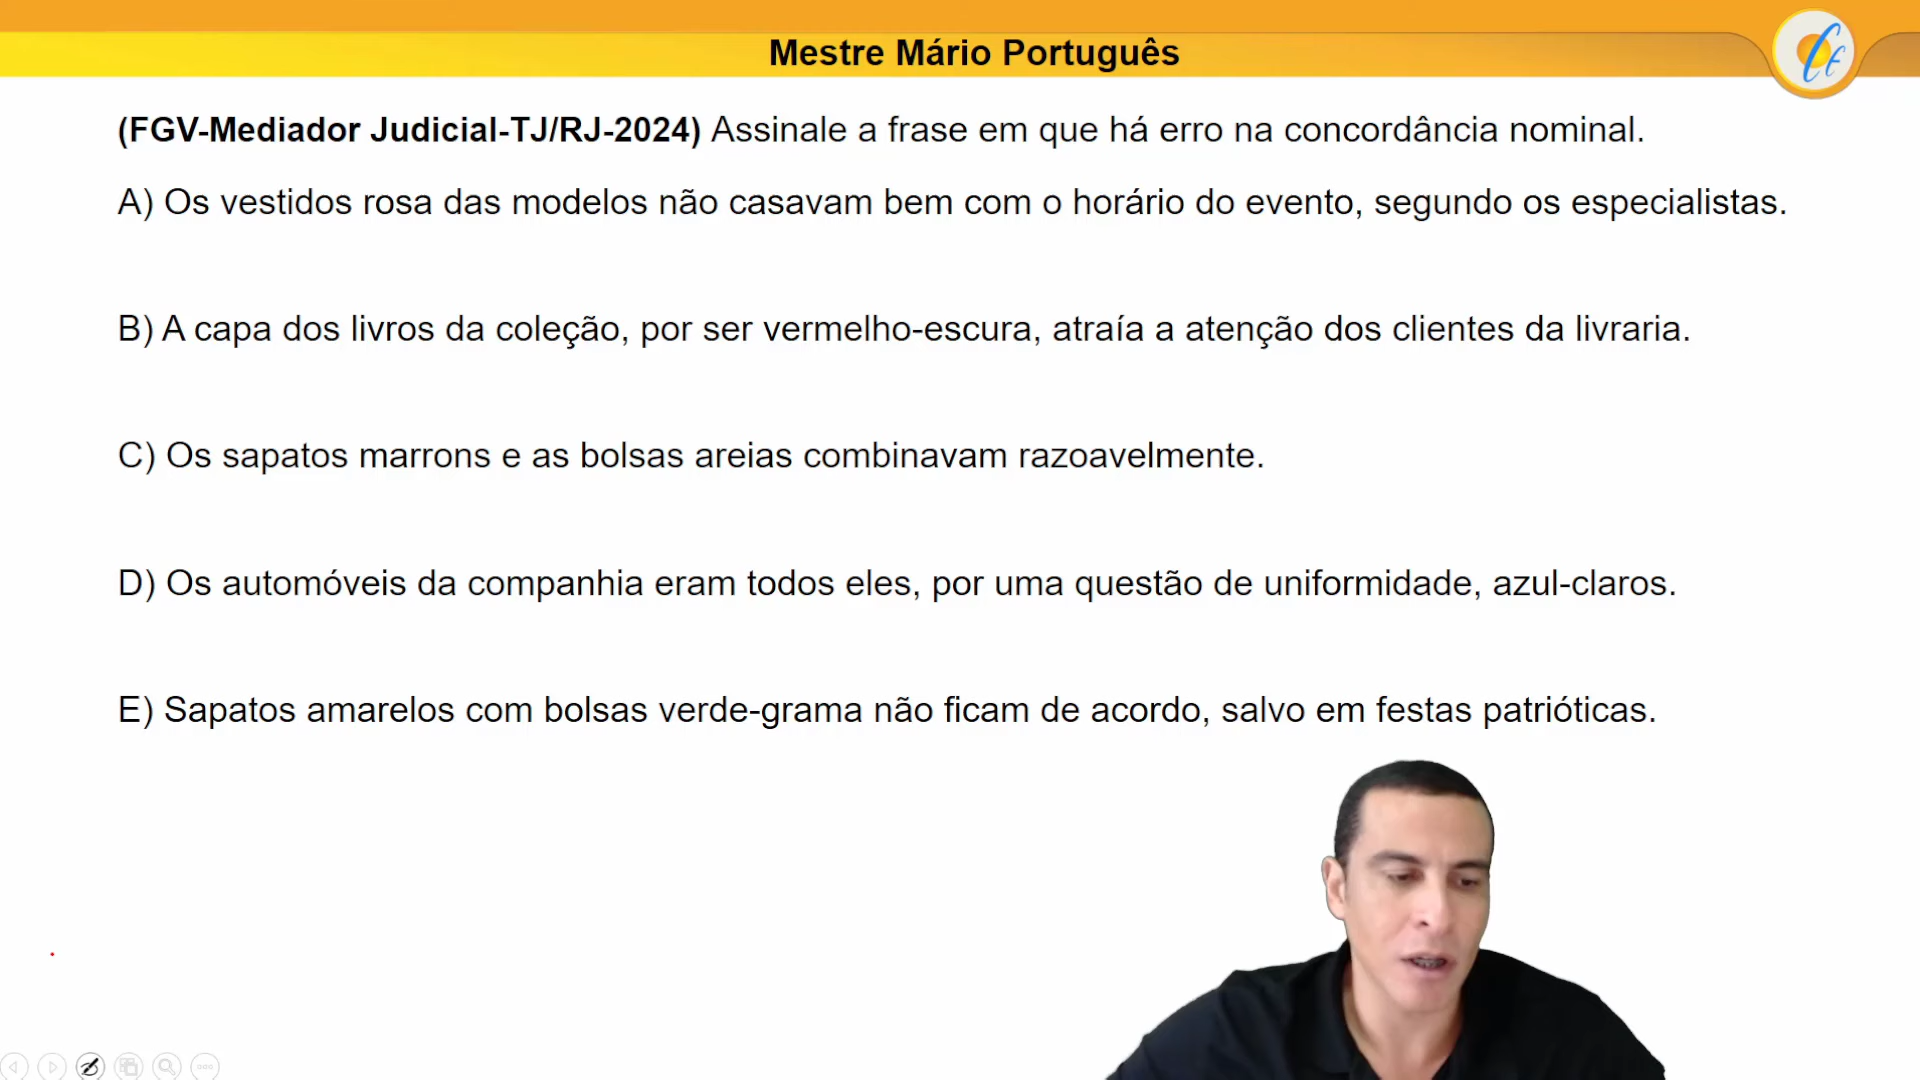 Mestre Mário Português
(FGV-Mediador Judicial-TJ/RJ-2024) Assinale a frase em que há erro na concordância nominal.
A) Os vestidos rosa das modelos não casavam bem com o horário do evento, segundo os especialistas.
B) A capa dos livros da coleção, por ser vermelho-escura, atraía a atenção dos clientes da livraria.
C) Os sapatos marrons e as bolsas areias combinavam razoavelmente.
D) Os automóveis da companhia eram todos eles, por uma questão de uniformidade, azul-claros.
E) Sapatos amarelos com bolsas verde-grama não ficam de acordo, salvo em festas patrióticas.